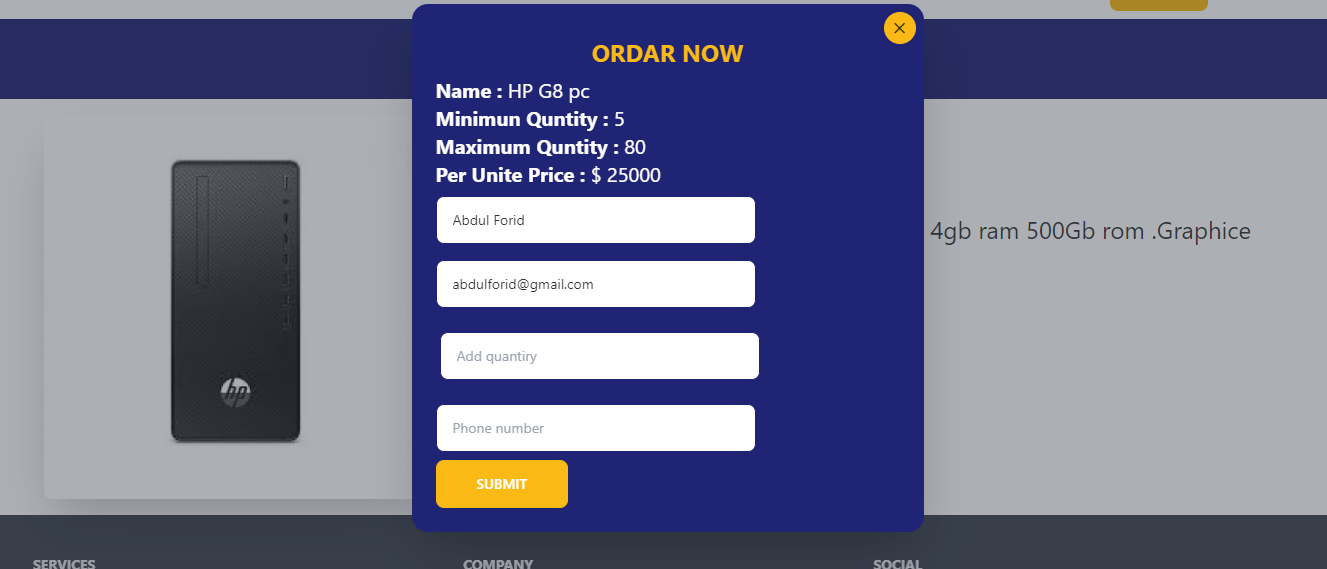 ORDAR NOW
Name : HP G8 pc
Minimun Quntity : 5
Maximum Quntity : 80
Per Unite Price : $ 25000
Abdul Forid
abdulforid@gmail.com
Add quantiry
Phone number
SUBMIT
4gb ram 500Gb rom .Graphice
hp
SERVICES
COMPANY
SOCIAL